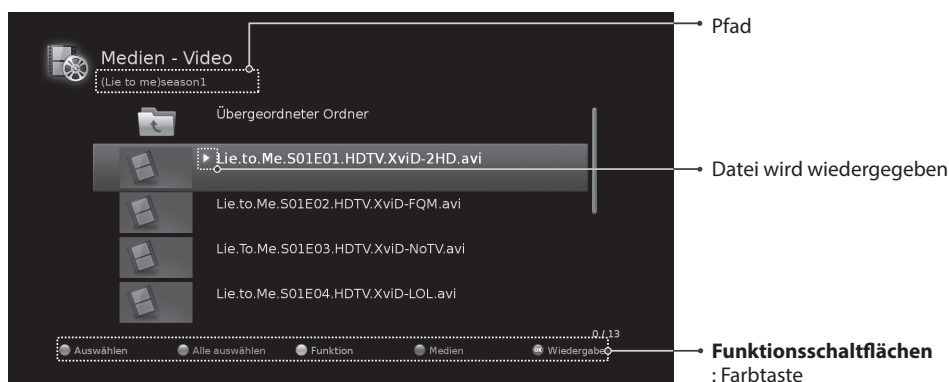 Medien - Video
(Lie to me)season1
Übergeordneter Ordner
Lie.to.Me.S01E01.HDTV.XviD-2HD.avi
Lie.to.Me.S01E02.HDTV.XviD-FQM.avi
Lie.To.Me.S01E03.HDTV.XviD-NoTV.avi
Lie.to.Me.S01E04.HDTV.XviD-LOL.avi
0 / 13
Auswählen Alle auswählen Funktion Medien OK Wiedergabe
Pfad
Datei wird wiedergegeben
Funktionsschaltflächen
: Farbtaste